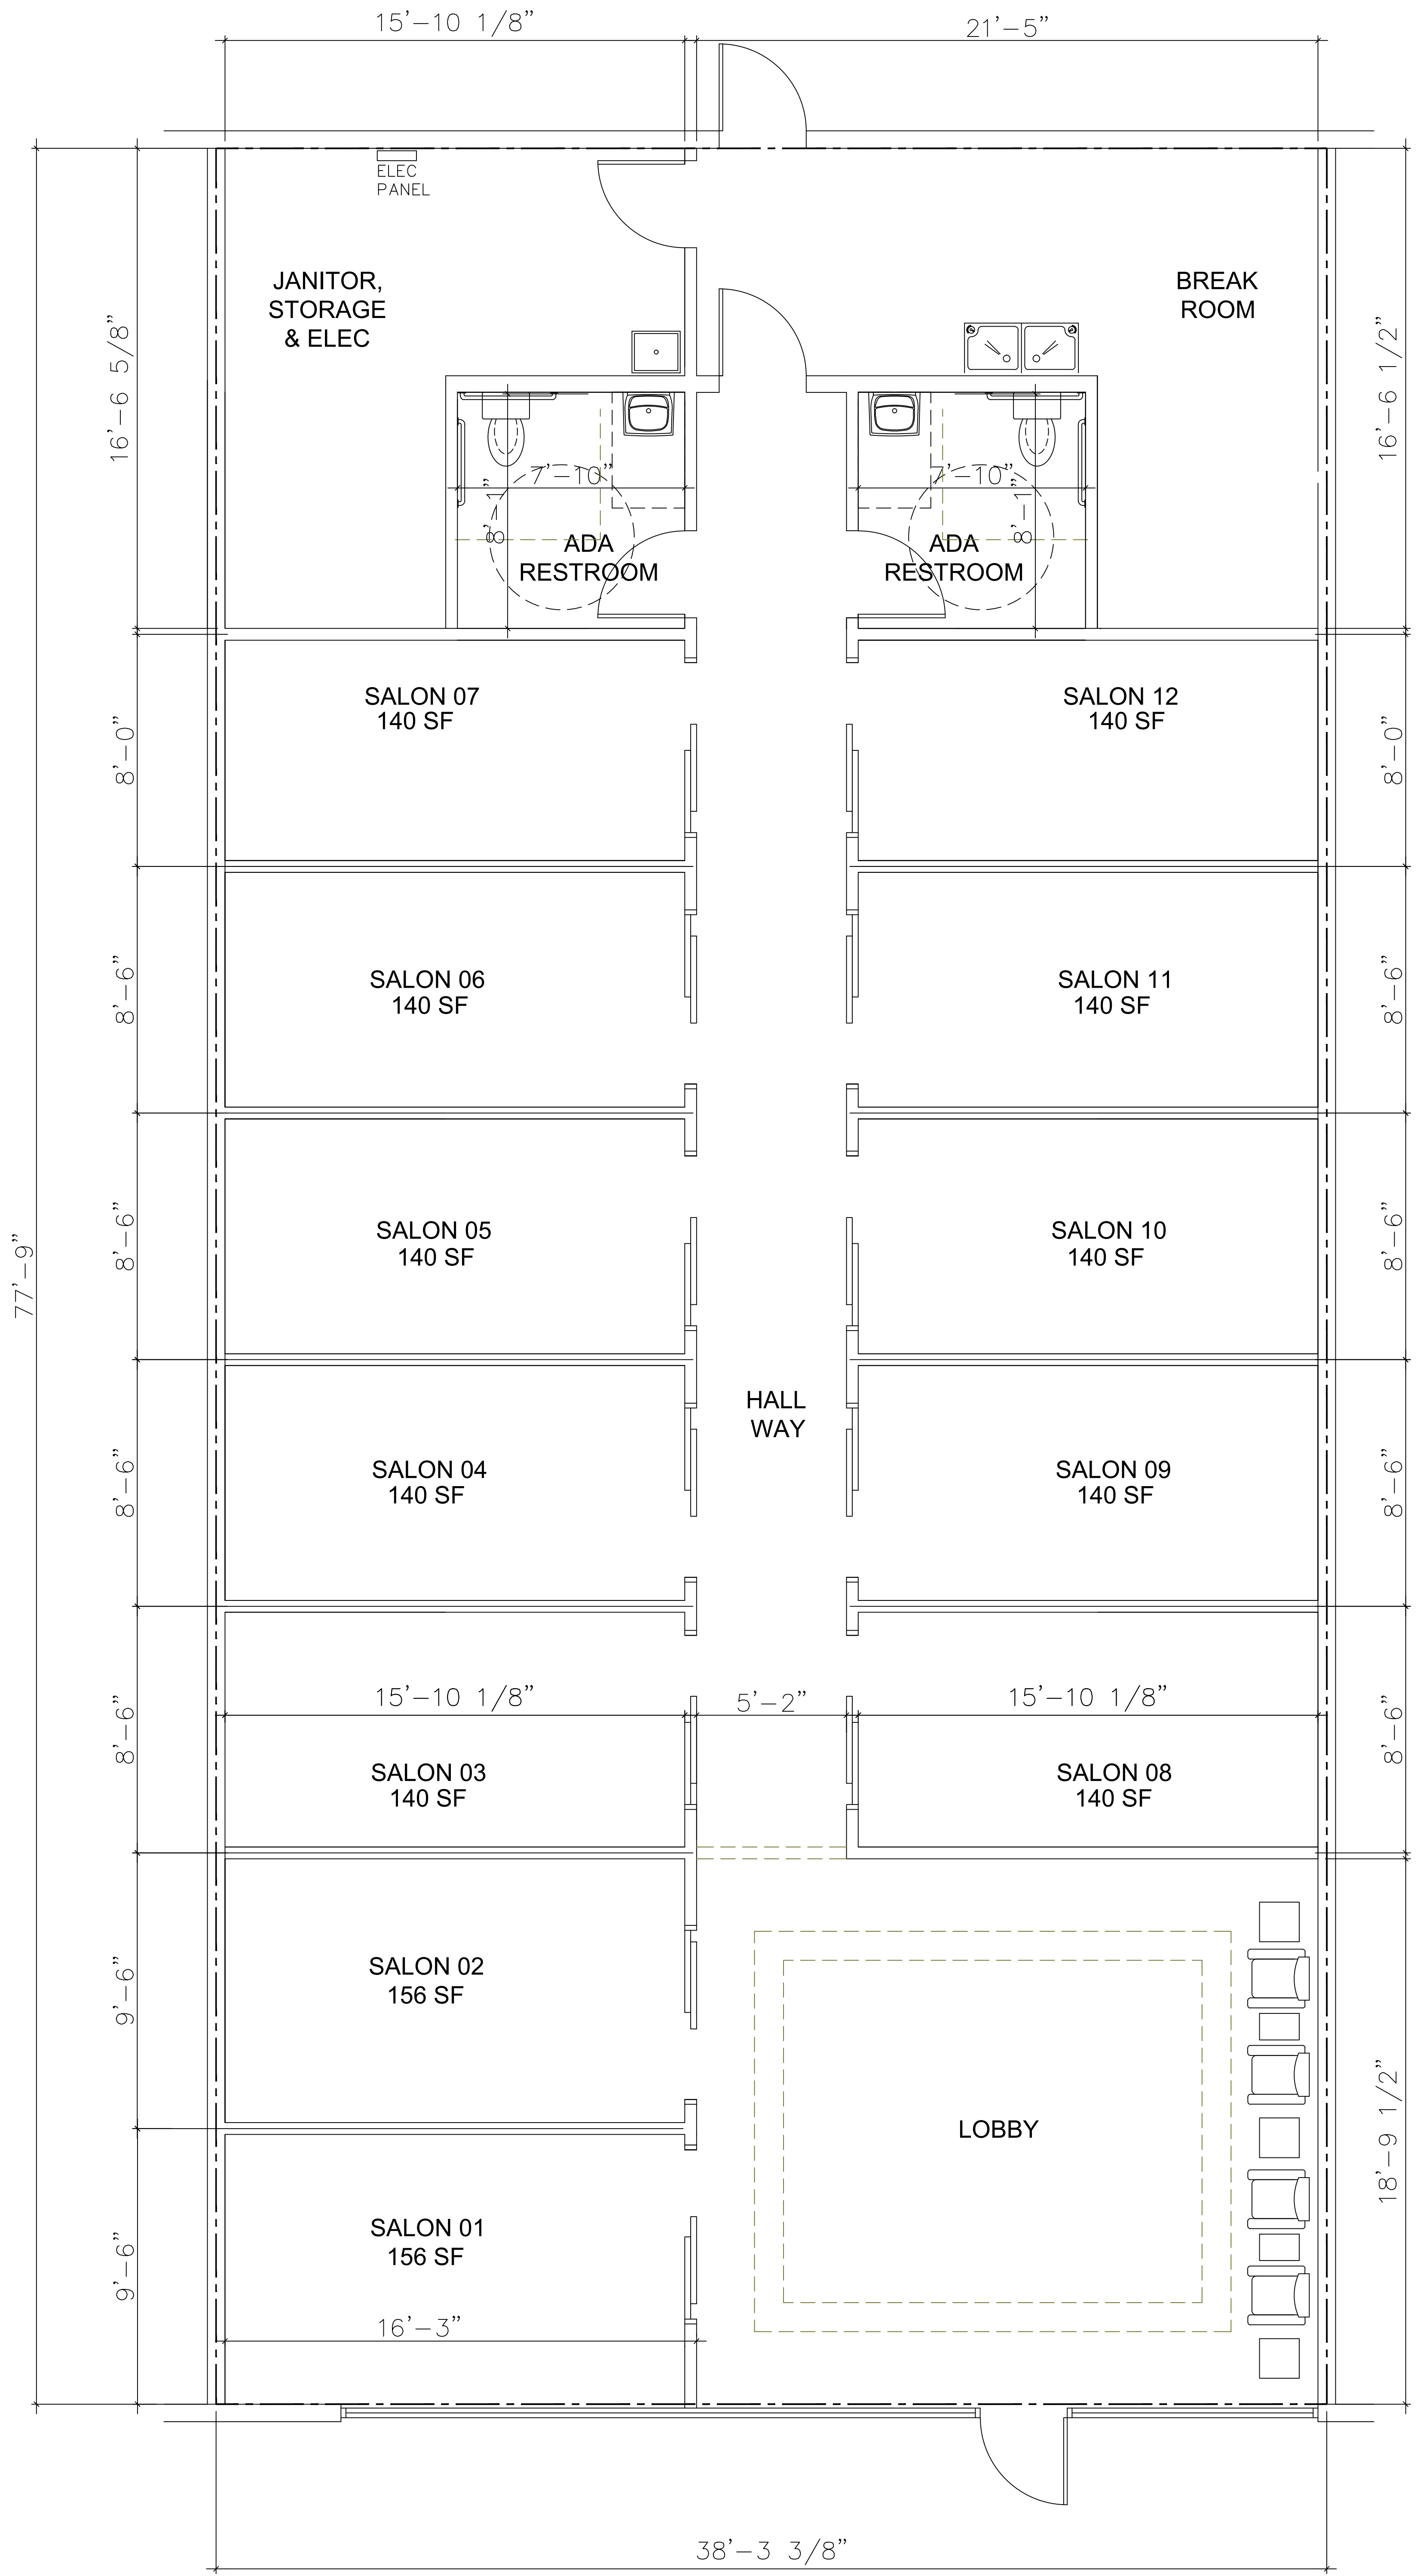 15'-10 1/8"
21'-5"
ELEC
PANEL
JANITOR,
STORAGE
& ELEC
BREAK
ROOM
16'-6 5/8"
16'-6 1/2"
7'-10"
8'-1"
ADA
RESTROOM
7'-10"
8'-1"
ADA
RESTROOM
SALON 07
140 SF
SALON 12
140 SF
8'-0"
8'-0"
SALON 06
140 SF
SALON 11
140 SF
8'-6"
8'-6"
SALON 05
140 SF
SALON 10
140 SF
8'-6"
8'-6"
77'-9"
HALL
WAY
SALON 04
140 SF
SALON 09
140 SF
8'-6"
8'-6"
15'-10 1/8"
5'-2"
15'-10 1/8"
8'-6"
8'-6"
SALON 03
140 SF
SALON 08
140 SF
SALON 02
156 SF
9'-6"
LOBBY
18'-9 1/2"
SALON 01
156 SF
9'-6"
16'-3"
38'-3 3/8"